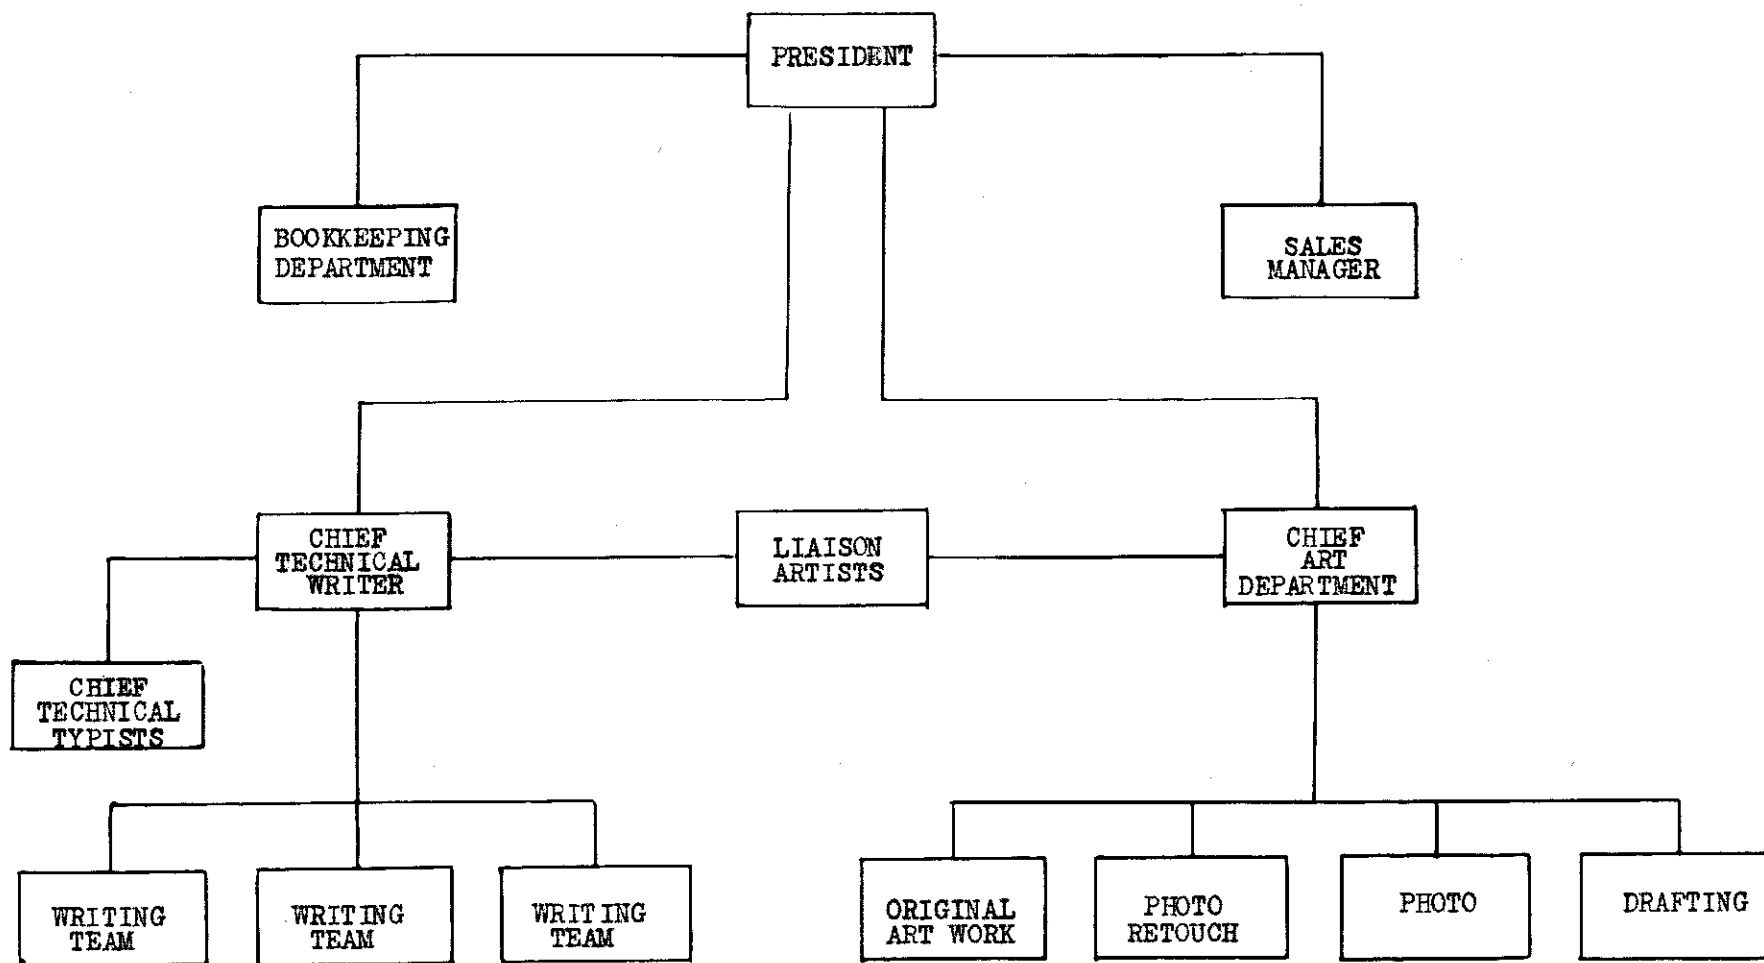 PRESIDENT
BOOKKEEPING
DEPARTMENT
SALES
MANAGER
CHIEF
TECHNICAL
WRITER
LIAISON
ARTISTS
CHIEF
ART
DEPARTMENT
CHIEF
TECHNICAL
TYPISTS
WRITING
TEAM
WRITING
TEAM
WRITING
TEAM
ORIGINAL
ART WORK
PHOTO
RETOUCH
PHOTO
DRAFTING